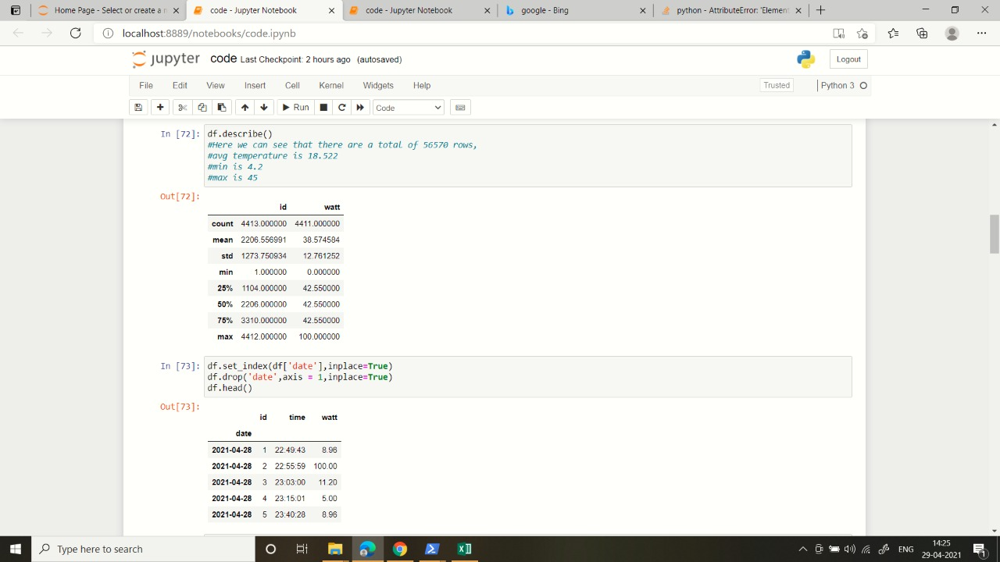 Home Page - Select or create a n
code - Jupyter Notebook
code - Jupyter Notebook
google - Bing
python - AttributeError: 'Element
localhost:8889/notebooks/code.ipynb
jupyter code Last Checkpoint: 2 hours ago (autosaved)
Logout
File Edit View Insert Cell Kernel Widgets Help
Trusted
Python 3
Run
Code
In [72]: df.describe()
#Here we can see that there are a total of 56570 rows,
#avg temperature is 18.522
#min is 4.2
#max is 45
Out[72]:
id watt
count 4413.000000 4411.000000
mean 2206.556991 38.574584
std 1273.750934 12.761252
min 1.000000 0.000000
25% 1104.000000 42.550000
50% 2206.000000 42.550000
75% 3310.000000 42.550000
max 4412.000000 100.000000
In [73]: df.set_index(df['date'],inplace=True)
df.drop('date',axis = 1,inplace=True)
df.head()
Out[73]:
id time watt
date
2021-04-28 1 22:49:43 8.96
2021-04-28 2 22:55:59 100.00
2021-04-28 3 23:03:00 11.20
2021-04-28 4 23:15:01 5.00
2021-04-28 5 23:40:28 8.96
Type here to search
ENG
14:25
29-04-2021
1